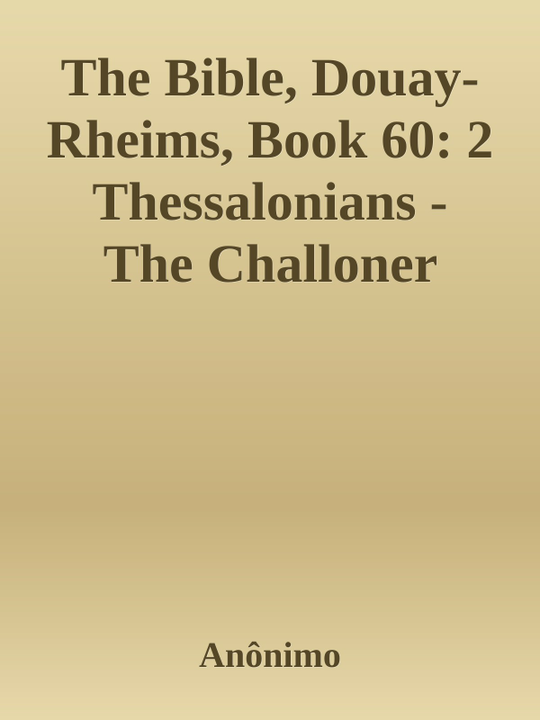 The Bible, Douay-
Rheims, Book 60: 2
Thessalonians -
The Challoner
Anônimo